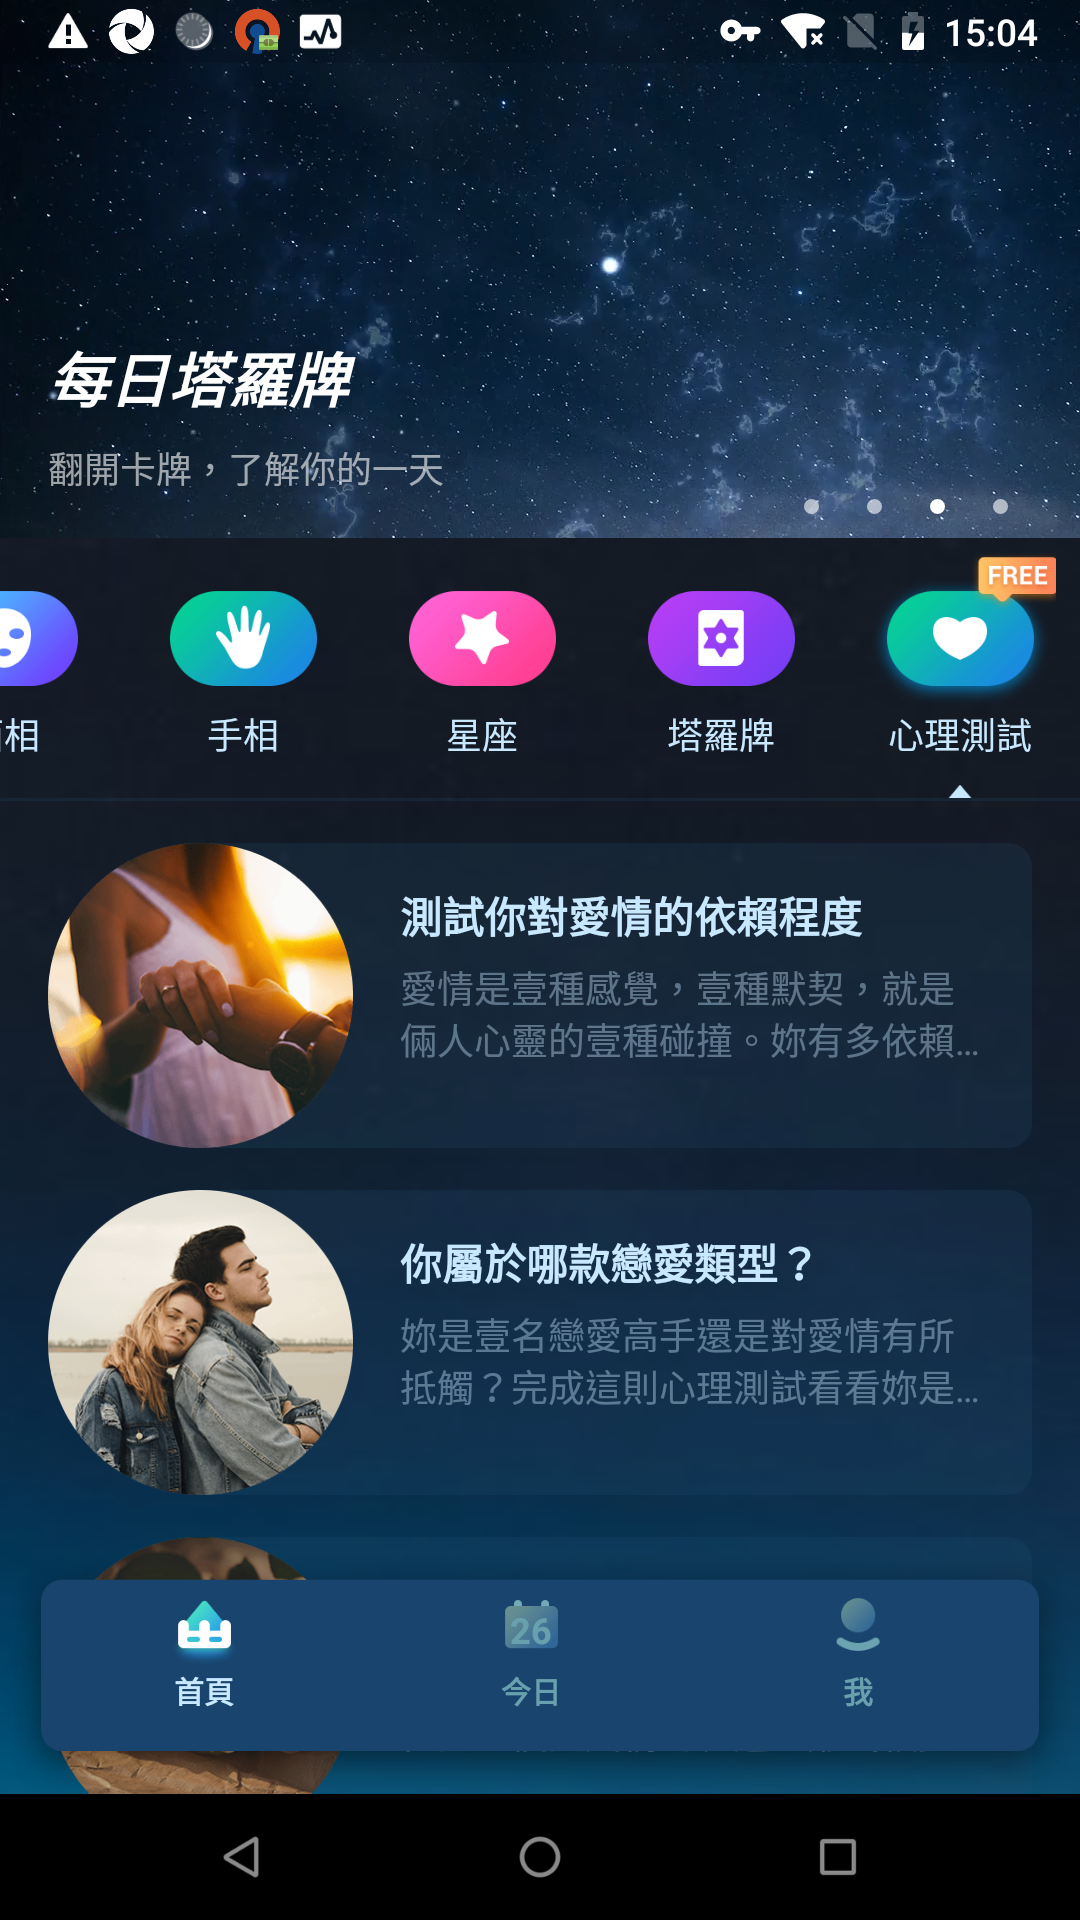 15:04
每日塔羅牌
翻開卡牌，了解你的一天
FREE
相
手相
星座
塔羅牌
心理測試
測試你對愛情的依賴程度
愛情是壹種感覺，壹種默契，就是
倆人心靈的壹種碰撞。妳有多依賴...
你屬於哪款戀愛類型？
妳是壹名戀愛高手還是對愛情有所
抵觸？完成這則心理測試看看妳是...
26
首頁
今日
我